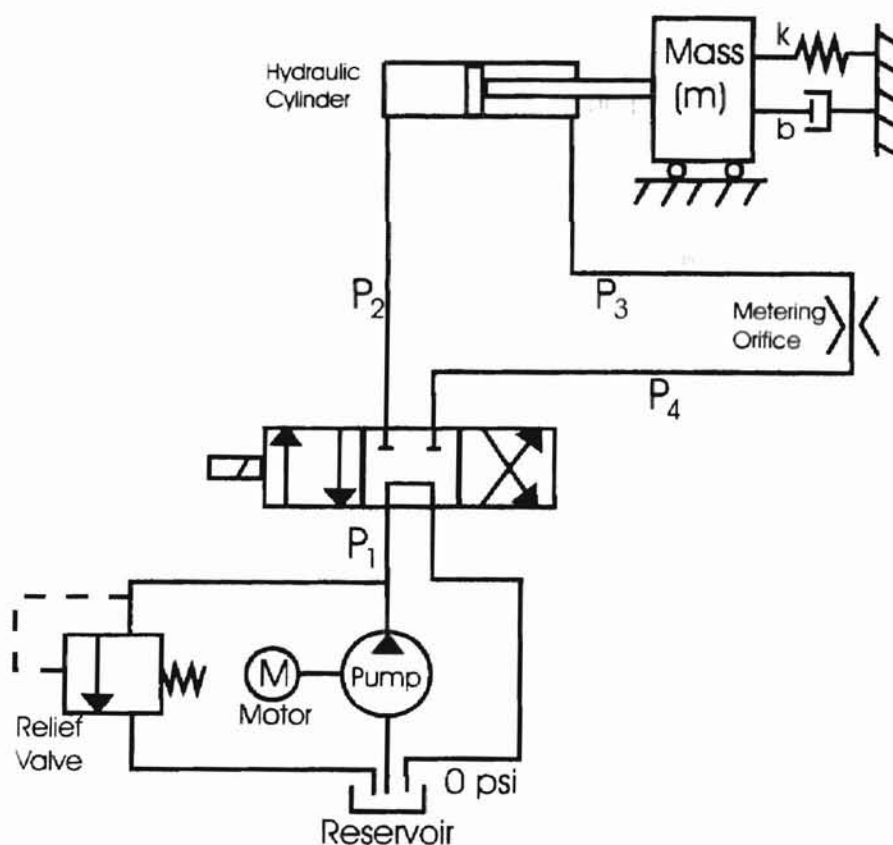 Hydraulic
Cylinder
Mass
(m)
k
b
P2
P3
Metering
Orifice
P4
P1
M
Motor
Pump
Relief
Valve
0 psi
Reservoir